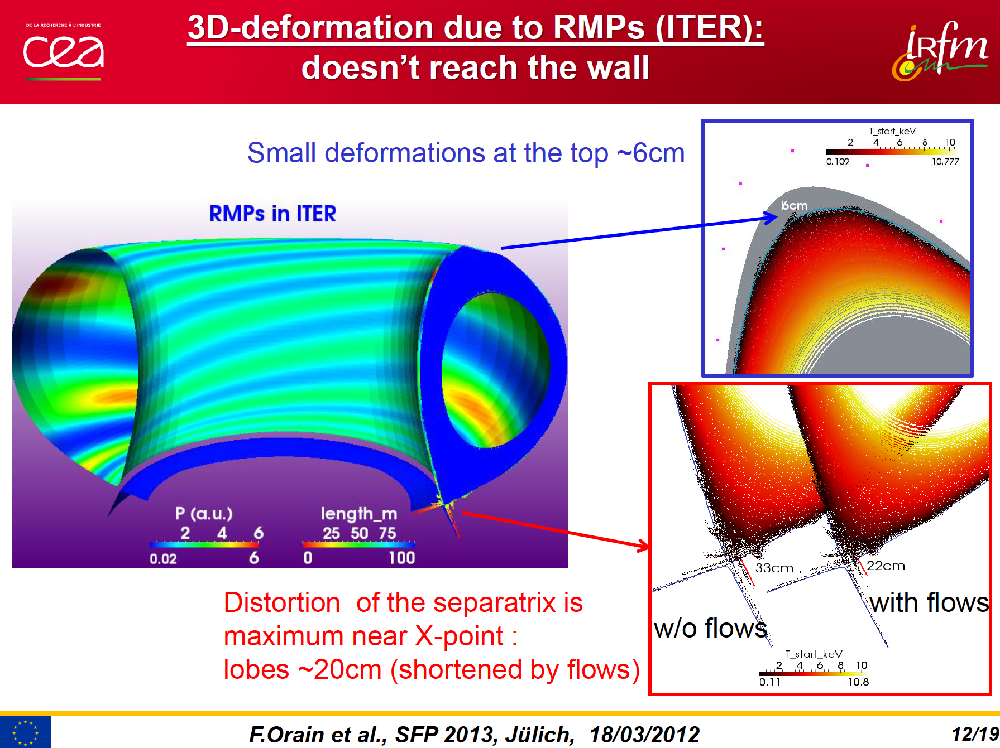 DE LA RECHERCHE À L'INDUSTRIE
cea
3D-deformation due to RMPs (ITER):
doesn't reach the wall
iRfm
Small deformations at the top ~6cm
T_start_keV
2 4 6 8 10
0.109 10.777
6cm
RMPs in ITER
P (a.u.)
2 4 6
0.02 6
length_m
25 50 75
0 100
33cm
22cm
with flows
w/o flows
T_start_keV
2 4 6 8 10
0.11 10.8
Distortion of the separatrix is
maximum near X-point :
lobes ~20cm (shortened by flows)
F.Orain et al., SFP 2013, Jülich, 18/03/2012
12/19